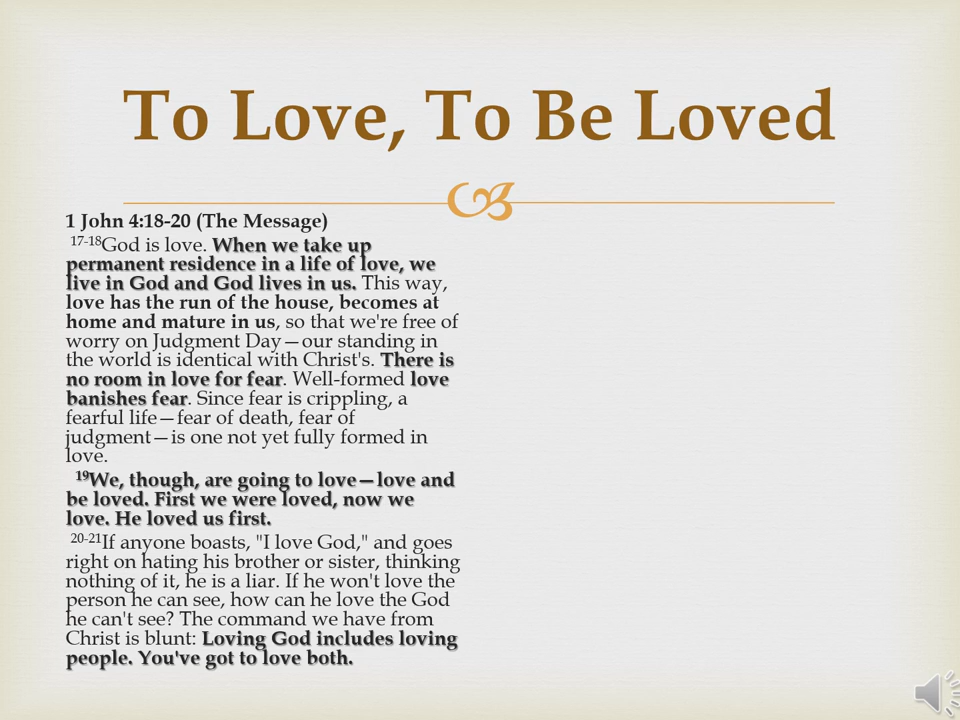 To Love, To Be Loved
1 John 4:18-20 (The Message)
17-18God is love. When we take up
permanent residence in a life of love, we
live in God and God lives in us. This way,
love has the run of the house, becomes at
home and mature in us, so that we're free of
worry on Judgment Day—our standing in
the world is identical with Christ's. There is
no room in love for fear. Well-formed love
banishes fear. Since fear is crippling, a
fearful life—fear of death, fear of
judgment—is one not yet fully formed in
love.
19We, though, are going to love—love and
be loved. First we were loved, now we
love. He loved us first.
20-21If anyone boasts, "I love God," and goes
right on hating his brother or sister, thinking
nothing of it, he is a liar. If he won't love the
person he can see, how can he love the God
he can't see? The command we have from
Christ is blunt: Loving God includes loving
people. You've got to love both.